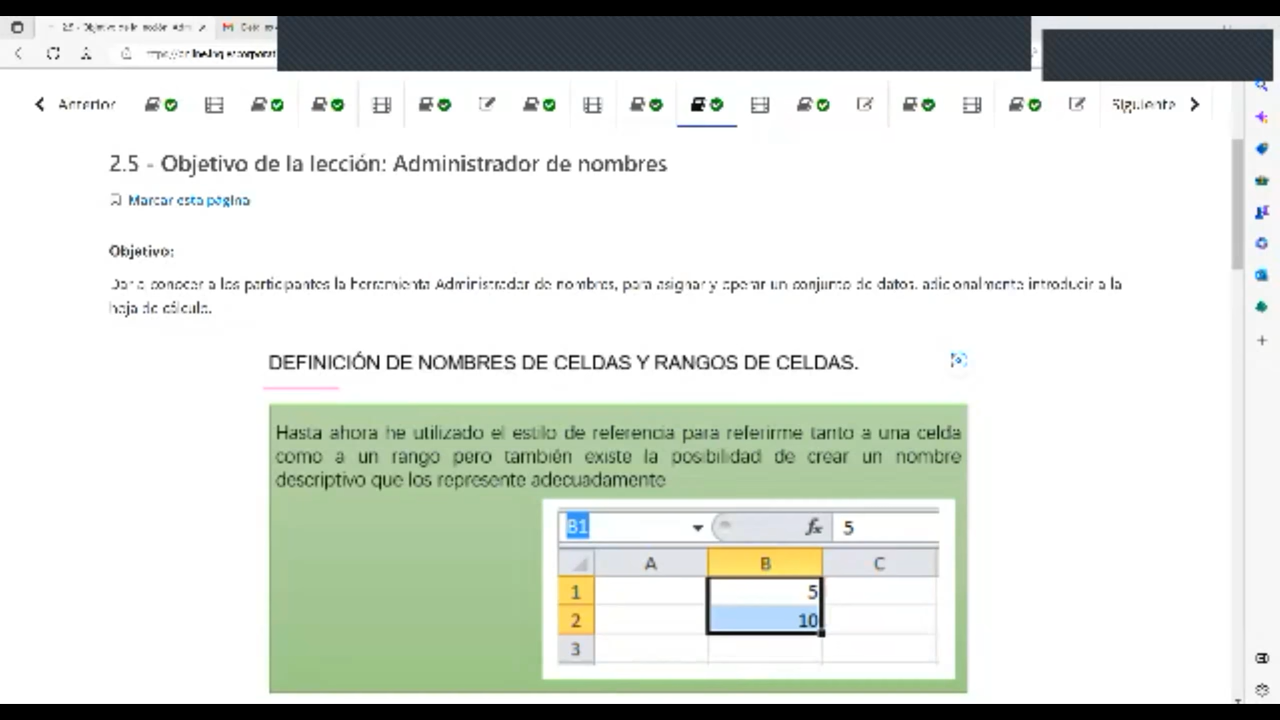 Anterior
Siguiente
2.5 - Objetivo de la lección: Administrador de nombres
Marcar esta página
Objetivo:
Dar a conocer a los participantes la herramienta Administrador de nombres, para asignar y operar un conjunto de datos, adicionalmente introducir a la
hoja de cálculo.
DEFINICIÓN DE NOMBRES DE CELDAS Y RANGOS DE CELDAS.
Hasta ahora he utilizado el estilo de referencia para referirme tanto a una celda
como a un rango pero también existe la posibilidad de crear un nombre
descriptivo que los represente adecuadamente
B1 fx 5
A B C
1 5
2 10
3